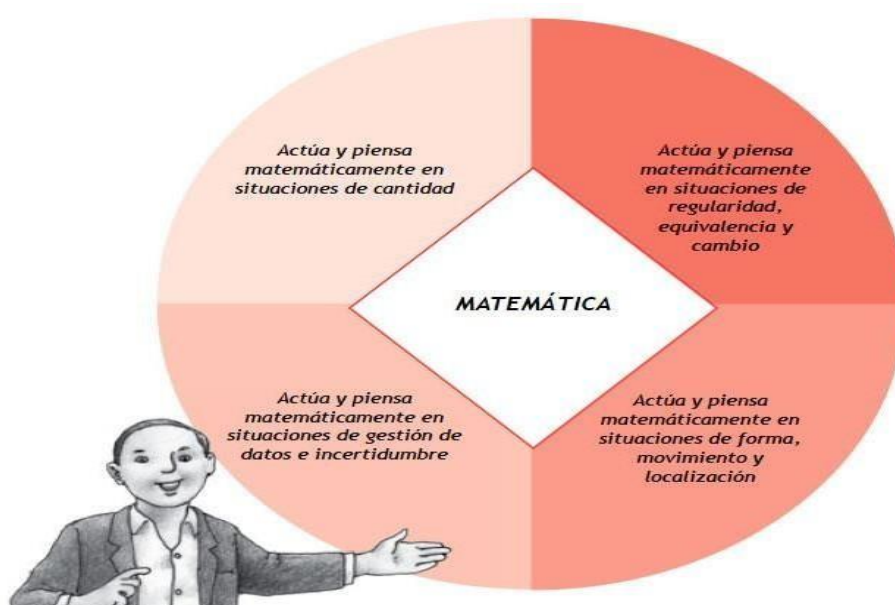 Actúa y piensa
matemáticamente en
situaciones de cantidad
Actúa y piensa
matemáticamente
en situaciones de
regularidad,
equivalencia y
cambio
MATEMÁTICA
Actúa y piensa
matemáticamente en
situaciones de gestión de
datos e incertidumbre
Actúa y piensa
matemáticamente en
situaciones de forma,
movimiento y
localización